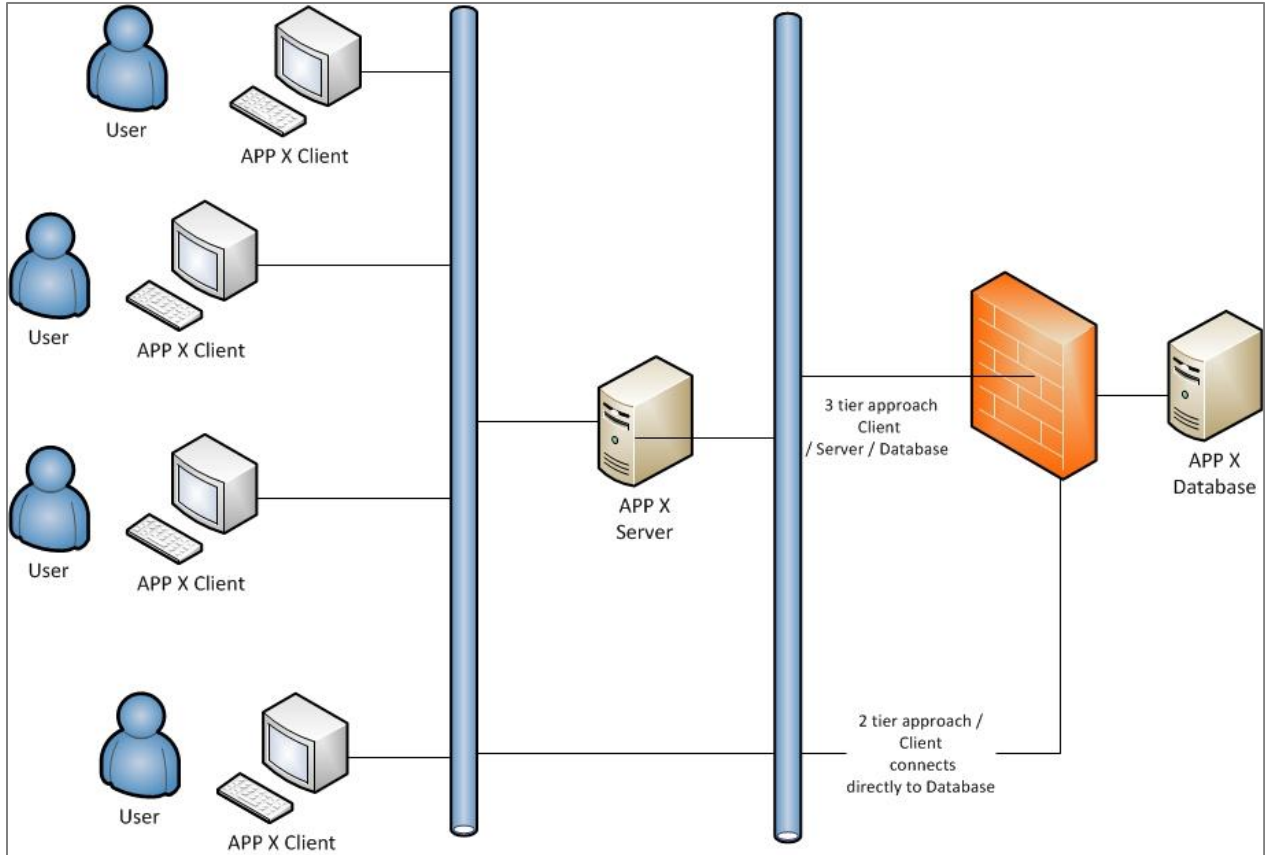 User
APP X Client
User
APP X Client
3 tier approach
Client
/ Server / Database
APP X
Server
APP X
Database
User
APP X Client
2 tier approach /
Client
connects
directly to Database
User
APP X Client